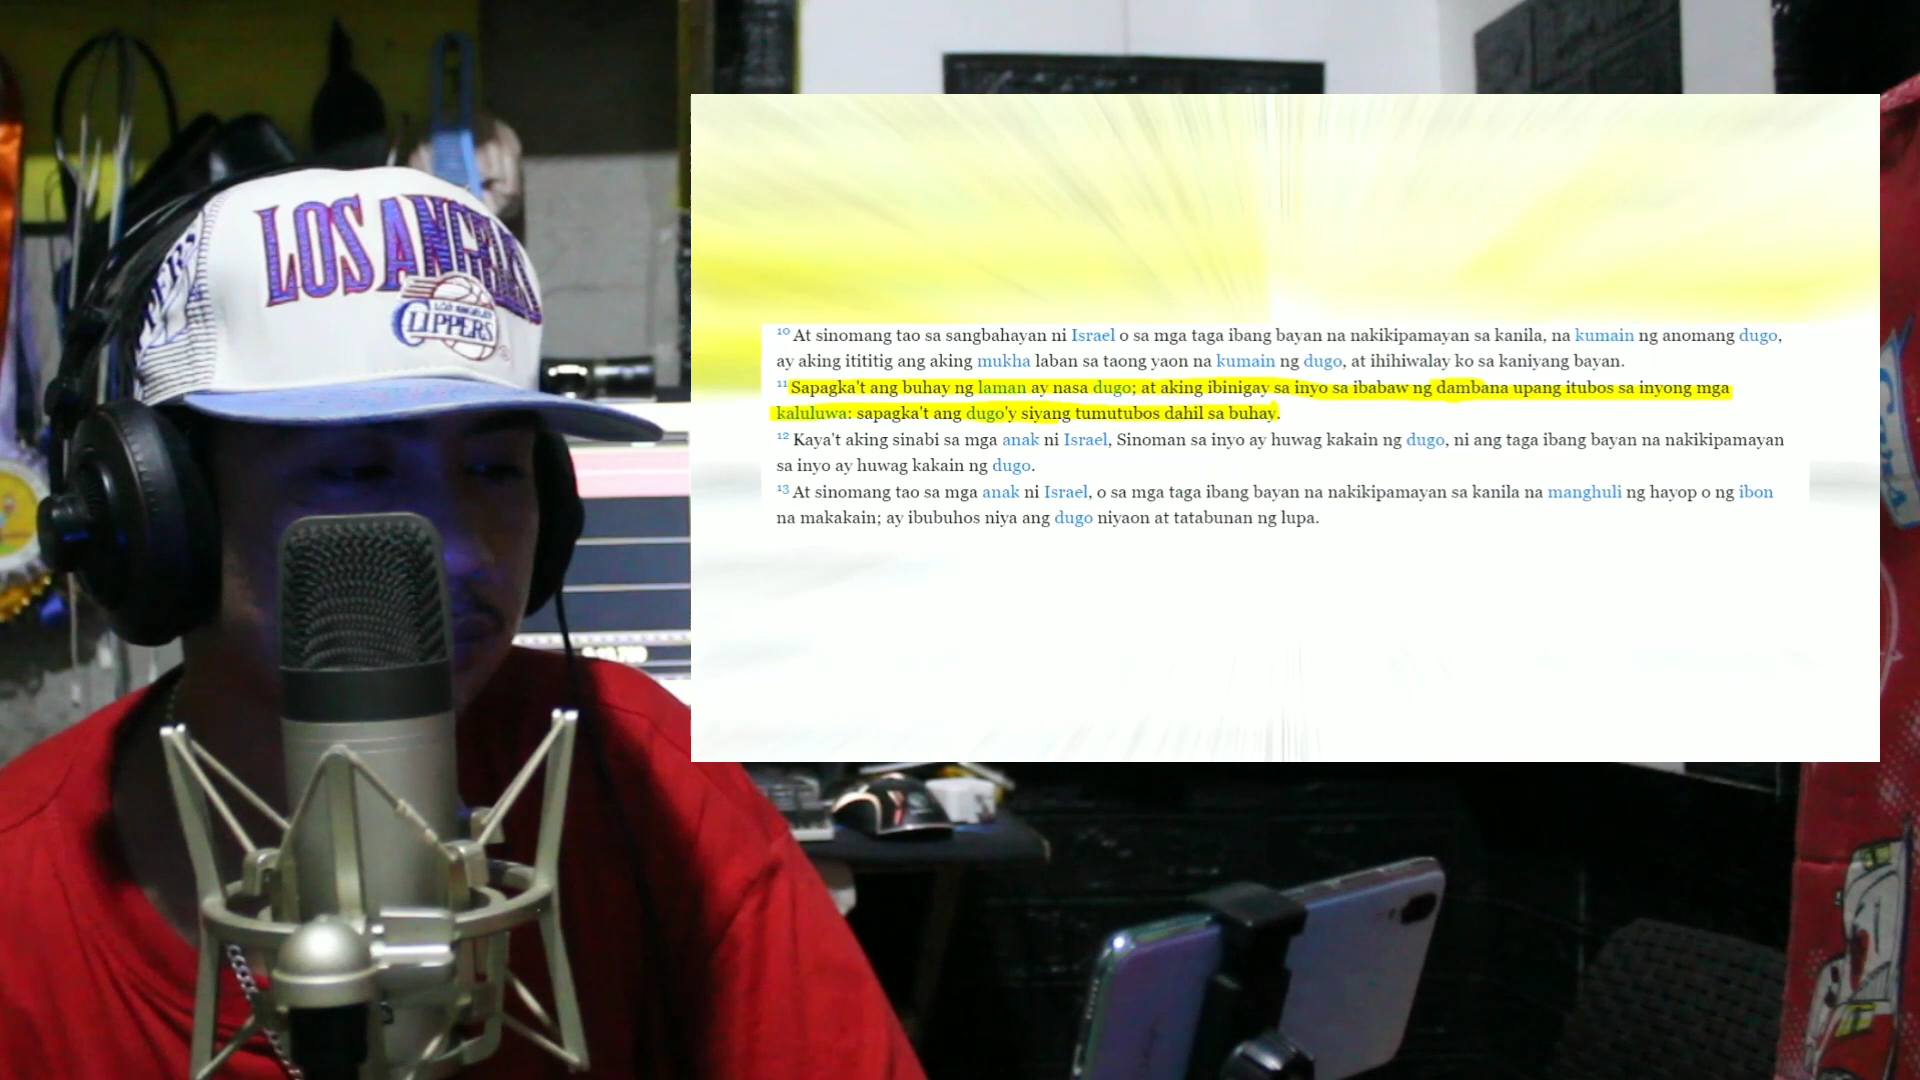 LOS ANGELES
LOS ANGELES
CLIPPERS
¹⁰ At sinomang tao sa sangbahayan ni Israel o sa mga taga ibang bayan na nakikipamayan sa kanila, na kumain ng anomang dugo,
ay aking itititig ang aking mukha laban sa taong yaon na kumain ng dugo, at ihihiwalay ko sa kaniyang bayan.
¹¹ Sapagka't ang buhay ng laman ay nasa dugo; at aking ibinigay sa inyo sa ibabaw ng dambana upang itubos sa inyong mga
kaluluwa: sapagka't ang dugo'y siyang tumutubos dahil sa buhay.
¹² Kaya't aking sinabi sa mga anak ni Israel, Sinoman sa inyo ay huwag kakain ng dugo, ni ang taga ibang bayan na nakikipamayan
sa inyo ay huwag kakain ng dugo.
¹³ At sinomang tao sa mga anak ni Israel, o sa mga taga ibang bayan na nakikipamayan sa kanila na manghuli ng hayop o ng ibon
na makakain; ay ibubuhos niya ang dugo niyaon at tatabunan ng lupa.